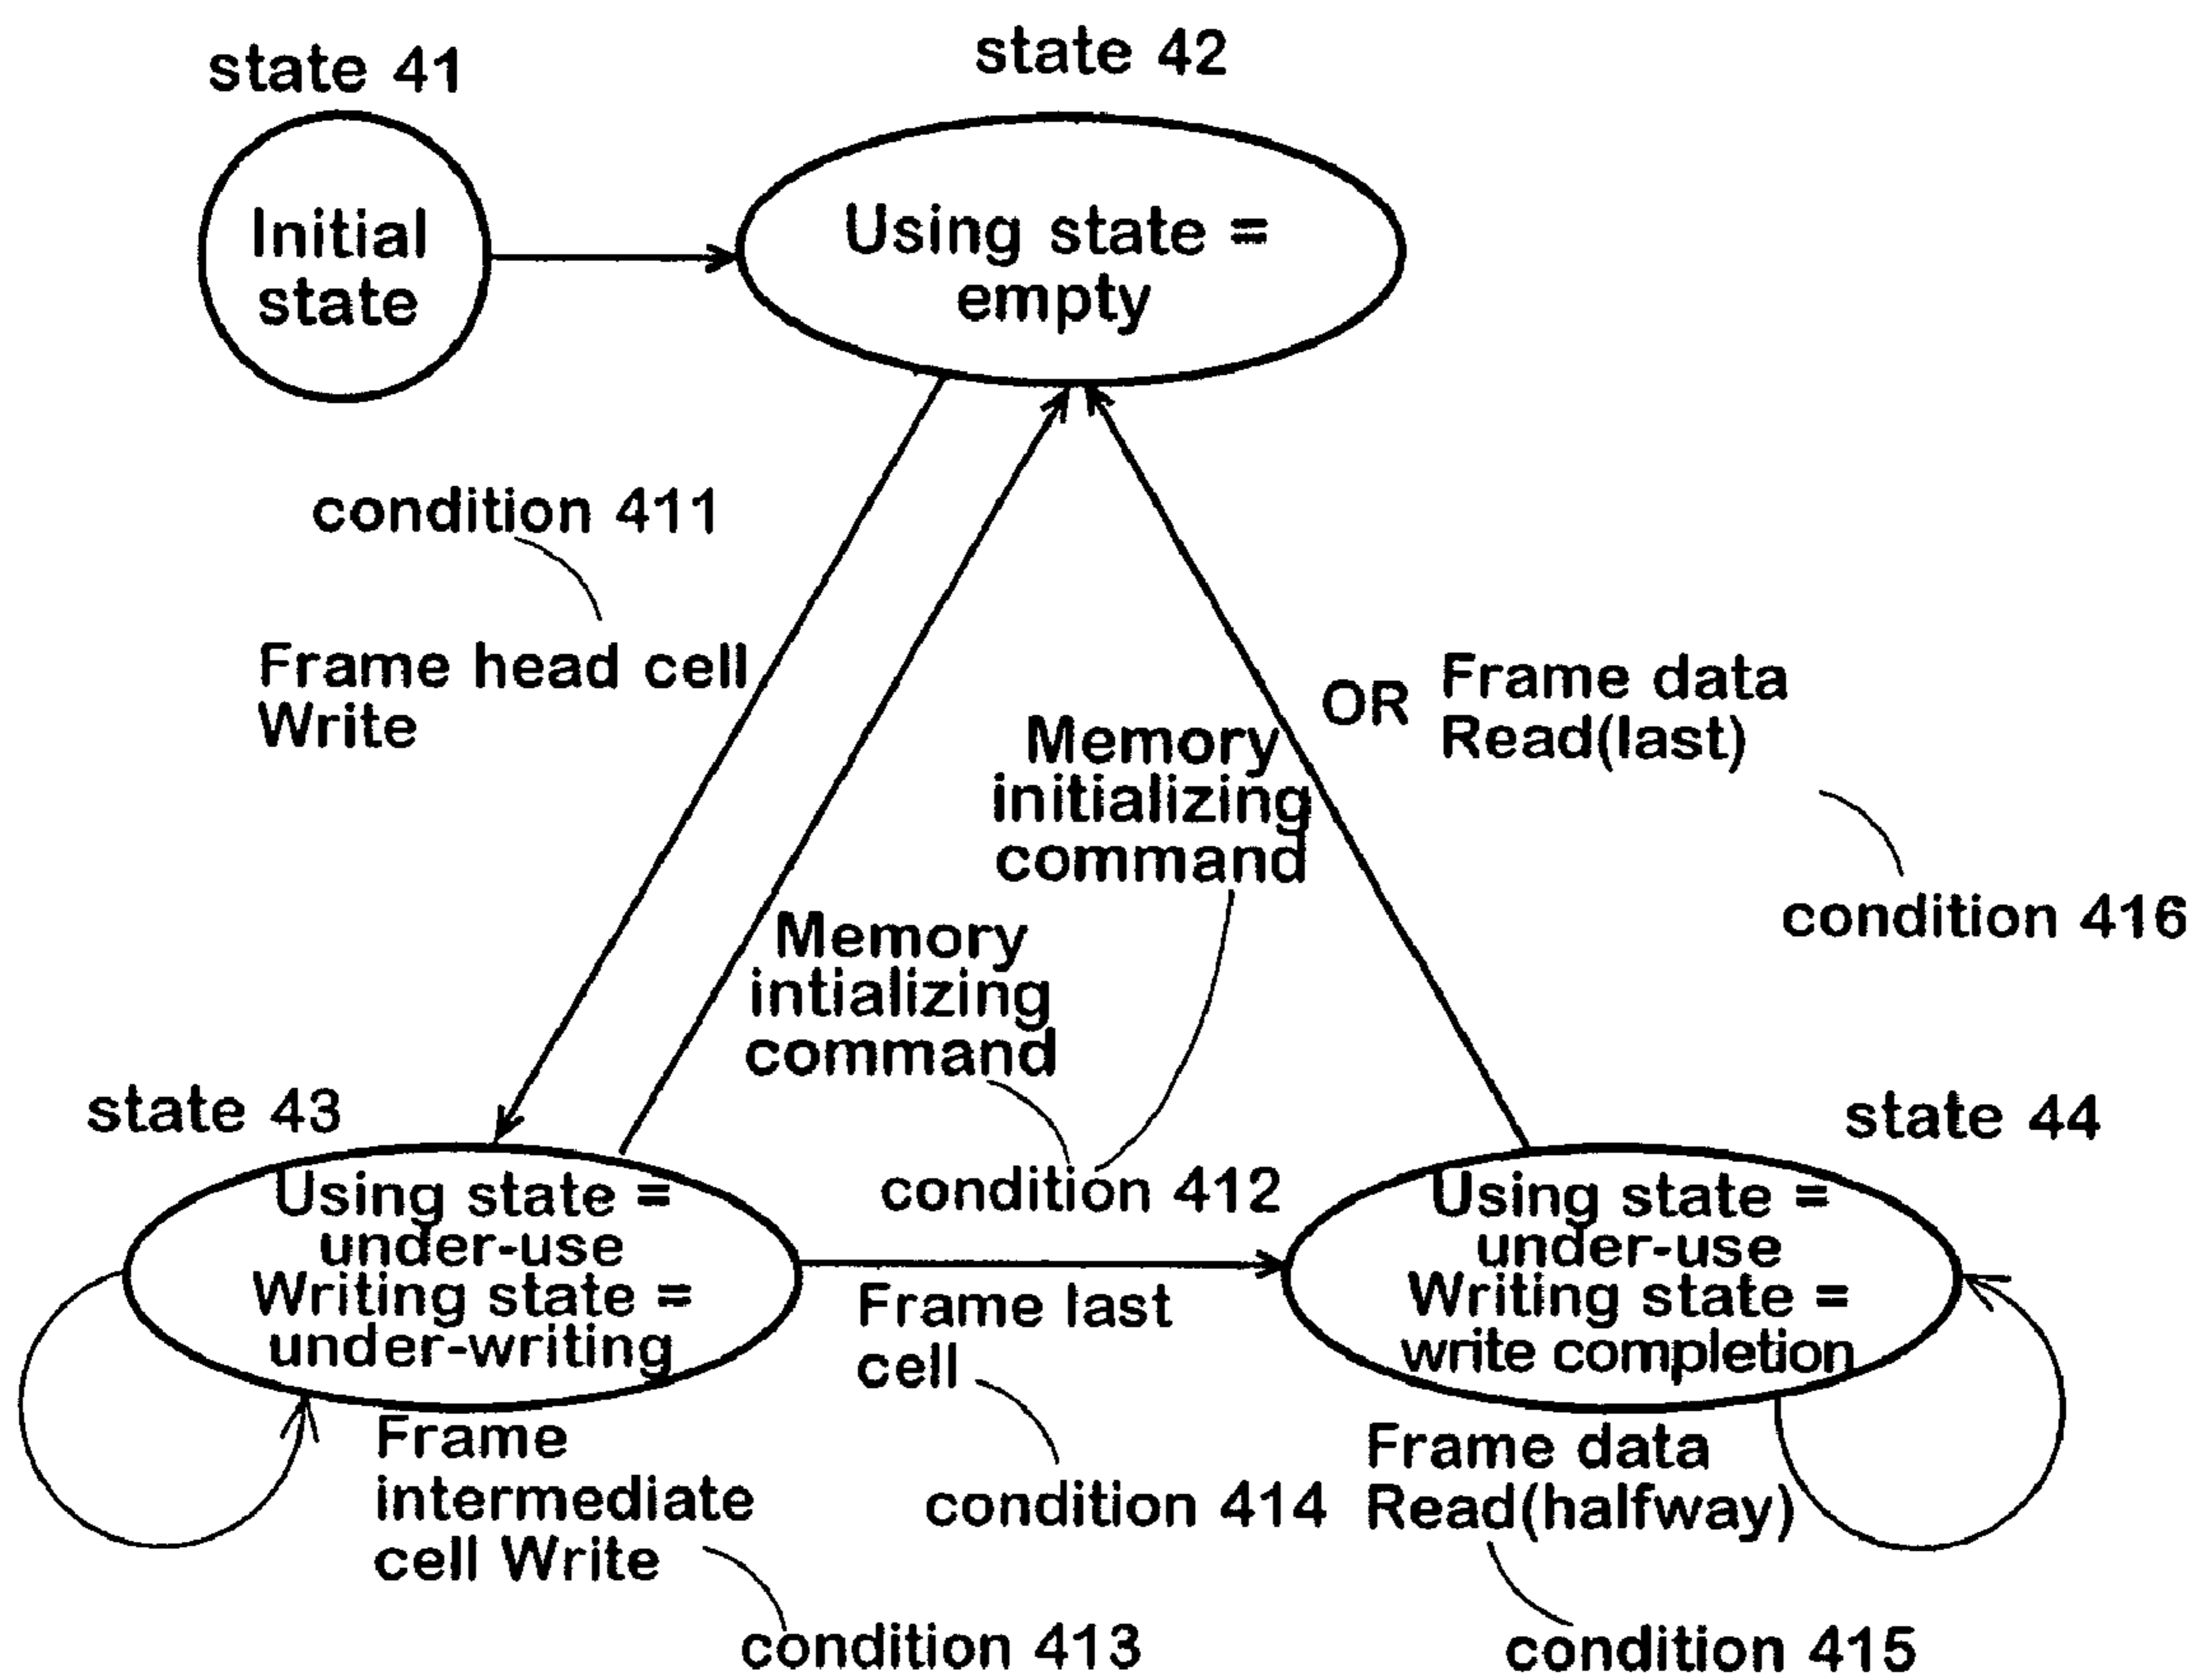 state 41
state 42
Initial
state
Using state =
empty
condition 411
Frame head cell
Write
OR
Frame data
Read(last)
Memory
initializing
command
condition 416
Memory
intializing
command
state 43
state 44
condition 412
Using state =
under-use
Writing state =
under-writing
Using state =
under-use
Writing state =
write completion
Frame last
cell
Frame
intermediate
cell Write
condition 414
Frame data
Read(halfway)
condition 413
condition 415